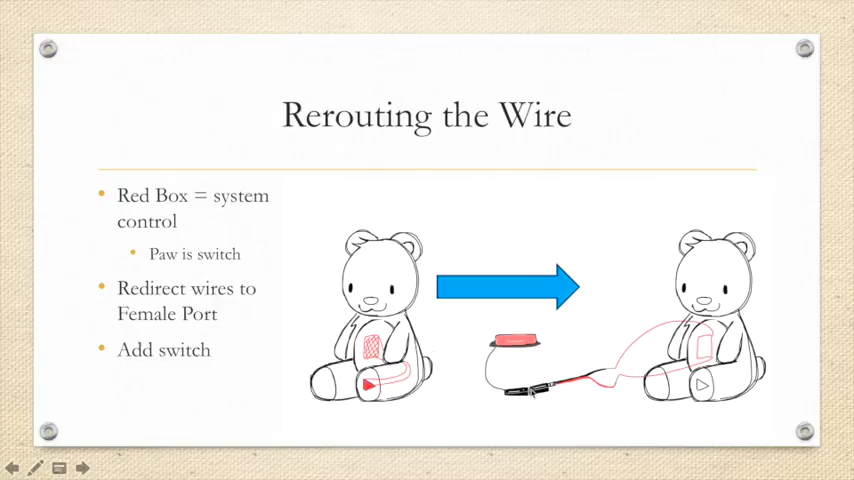 Rerouting the Wire
Red Box = system
control
Paw is switch
Redirect wires to
Female Port
Add switch